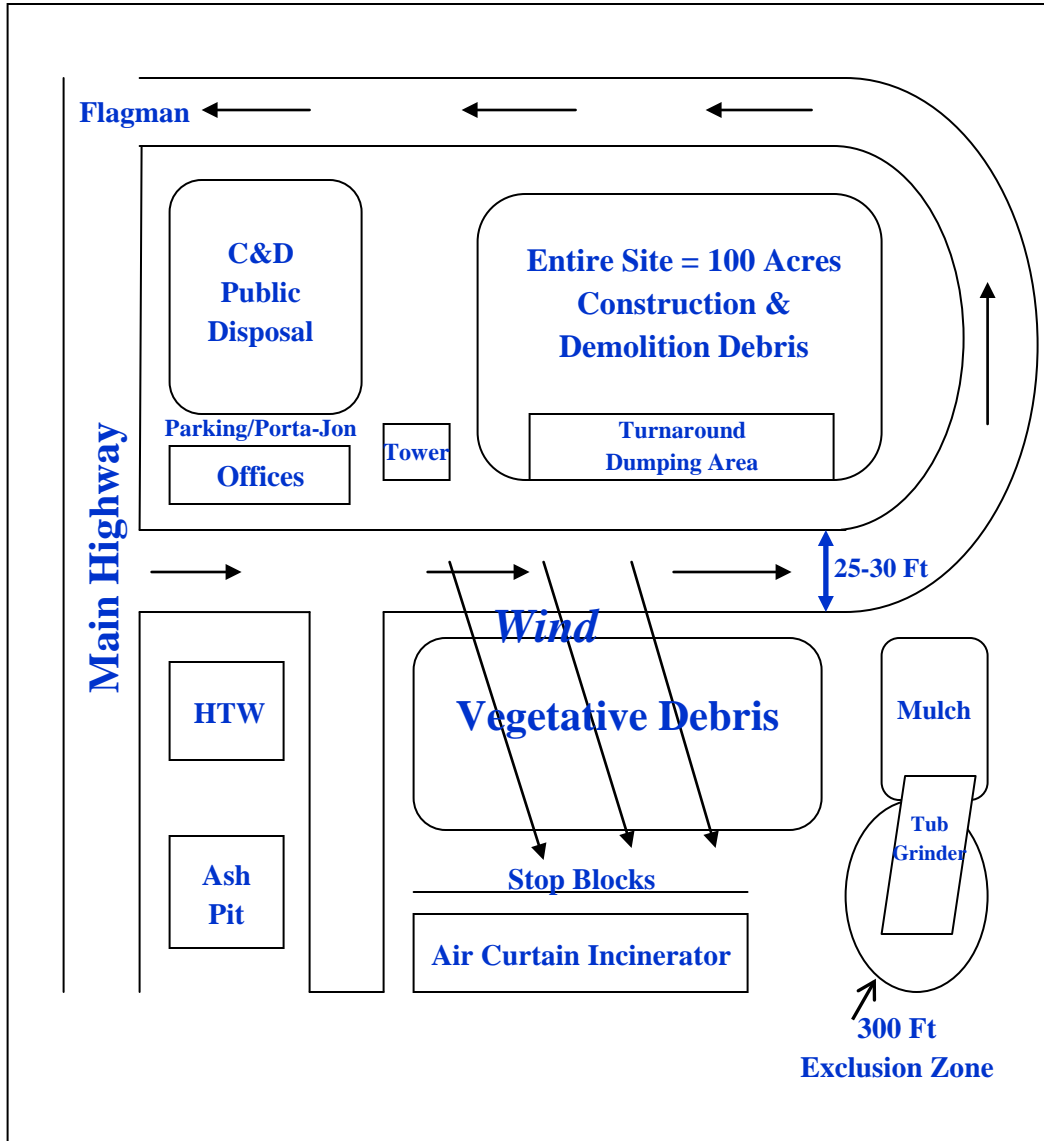 Flagman
C&D
Public
Disposal
Entire Site = 100 Acres
Construction &
Demolition Debris
Parking/Porta-Jon
Offices
Tower
Turnaround
Dumping Area
Main Highway
25-30 Ft
Wind
HTW
Vegetative Debris
Mulch
Tub
Grinder
Ash
Pit
Stop Blocks
Air Curtain Incinerator
300 Ft
Exclusion Zone